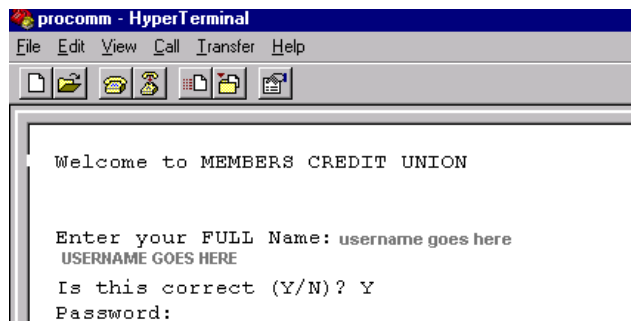 procomm - HyperTerminal
File Edit View Call Transfer Help
Welcome to MEMBERS CREDIT UNION
Enter your FULL Name: username goes here
USERNAME GOES HERE
Is this correct (Y/N)? Y
Password: